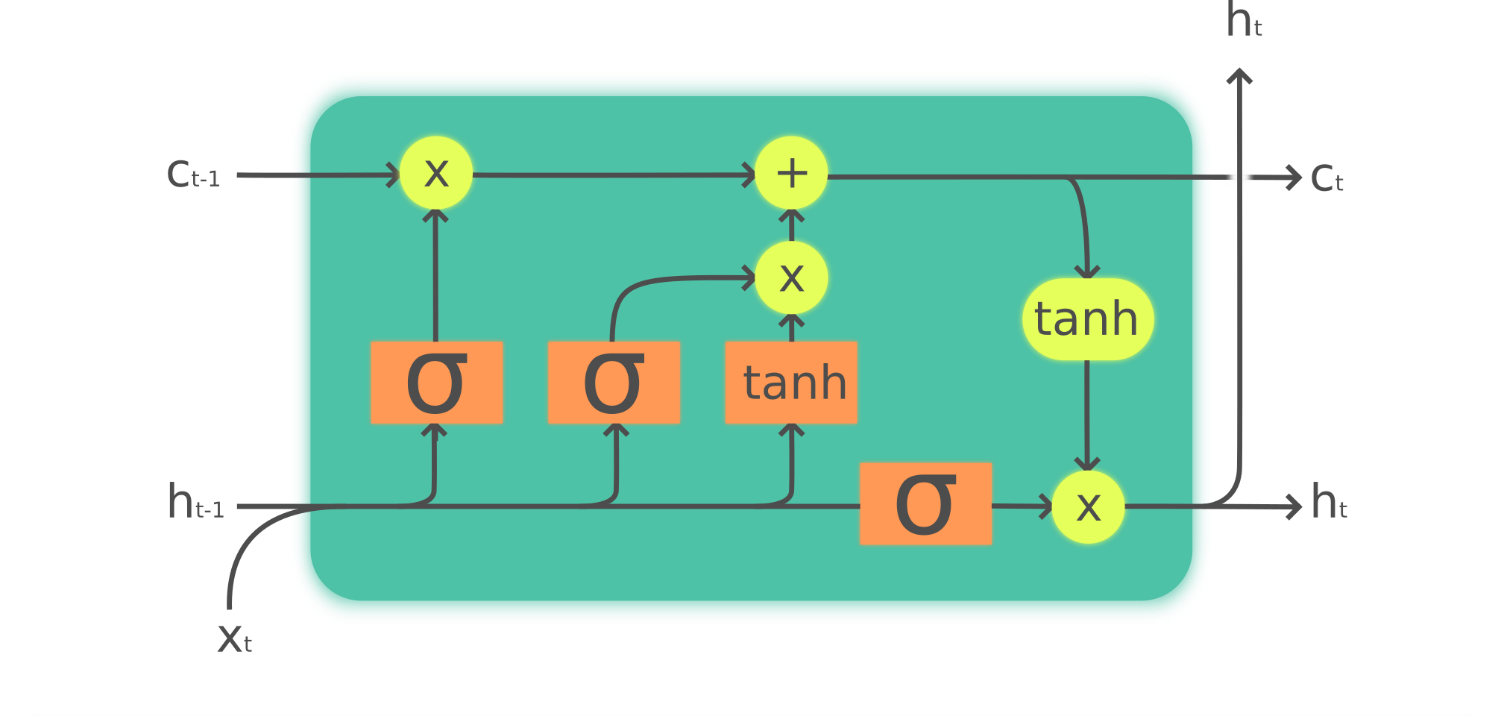 ht
x
+
ct-1
ct
x
tanh
σ
σ
tanh
ht-1
σ
x
ht
xt